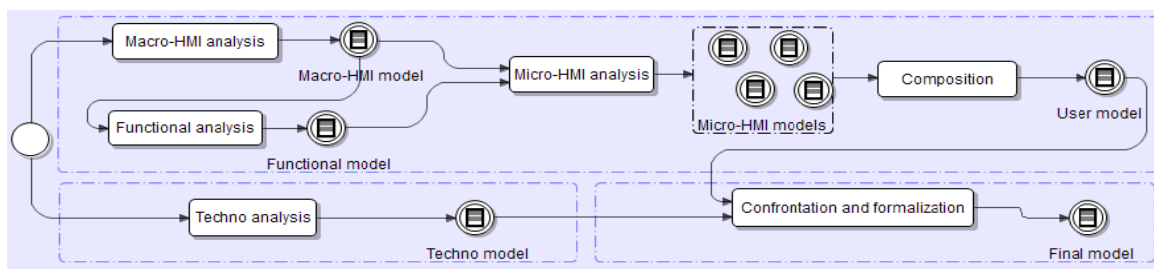 Macro-HMI analysis
Macro-HMI model
Micro-HMI analysis
Micro-HMI models
Composition
User model
Functional analysis
Functional model
Techno analysis
Techno model
Confrontation and formalization
Final model